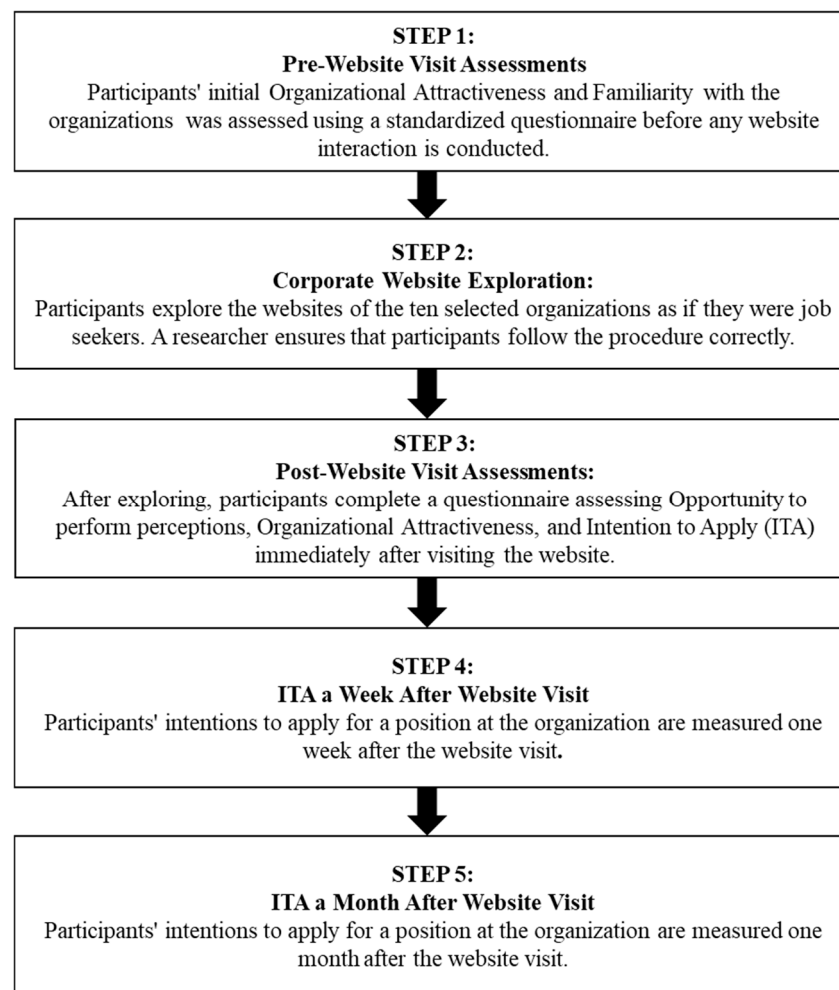 STEP 1:
Pre-Website Visit Assessments
Participants' initial Organizational Attractiveness and Familiarity with the
organizations was assessed using a standardized questionnaire before any website
interaction is conducted.
STEP 2:
Corporate Website Exploration:
Participants explore the websites of the ten selected organizations as if they were job
seekers. A researcher ensures that participants follow the procedure correctly.
STEP 3:
Post-Website Visit Assessments:
After exploring, participants complete a questionnaire assessing Opportunity to
perform perceptions, Organizational Attractiveness, and Intention to Apply (ITA)
immediately after visiting the website.
STEP 4:
ITA a Week After Website Visit
Participants' intentions to apply for a position at the organization are measured one
week after the website visit.
STEP 5:
ITA a Month After Website Visit
Participants' intentions to apply for a position at the organization are measured one
month after the website visit.